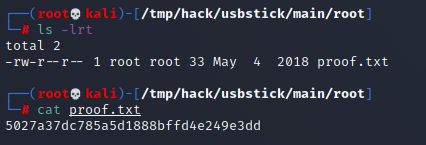 ┌──(root💀kali)-[/tmp/hack/usbstick/main/root]
└─# ls -lrt
total 2
-rw-r--r-- 1 root root 33 May  4  2018 proof.txt
┌──(root💀kali)-[/tmp/hack/usbstick/main/root]
└─# cat proof.txt
5027a37dc785a5d1888bffd4e249e3dd